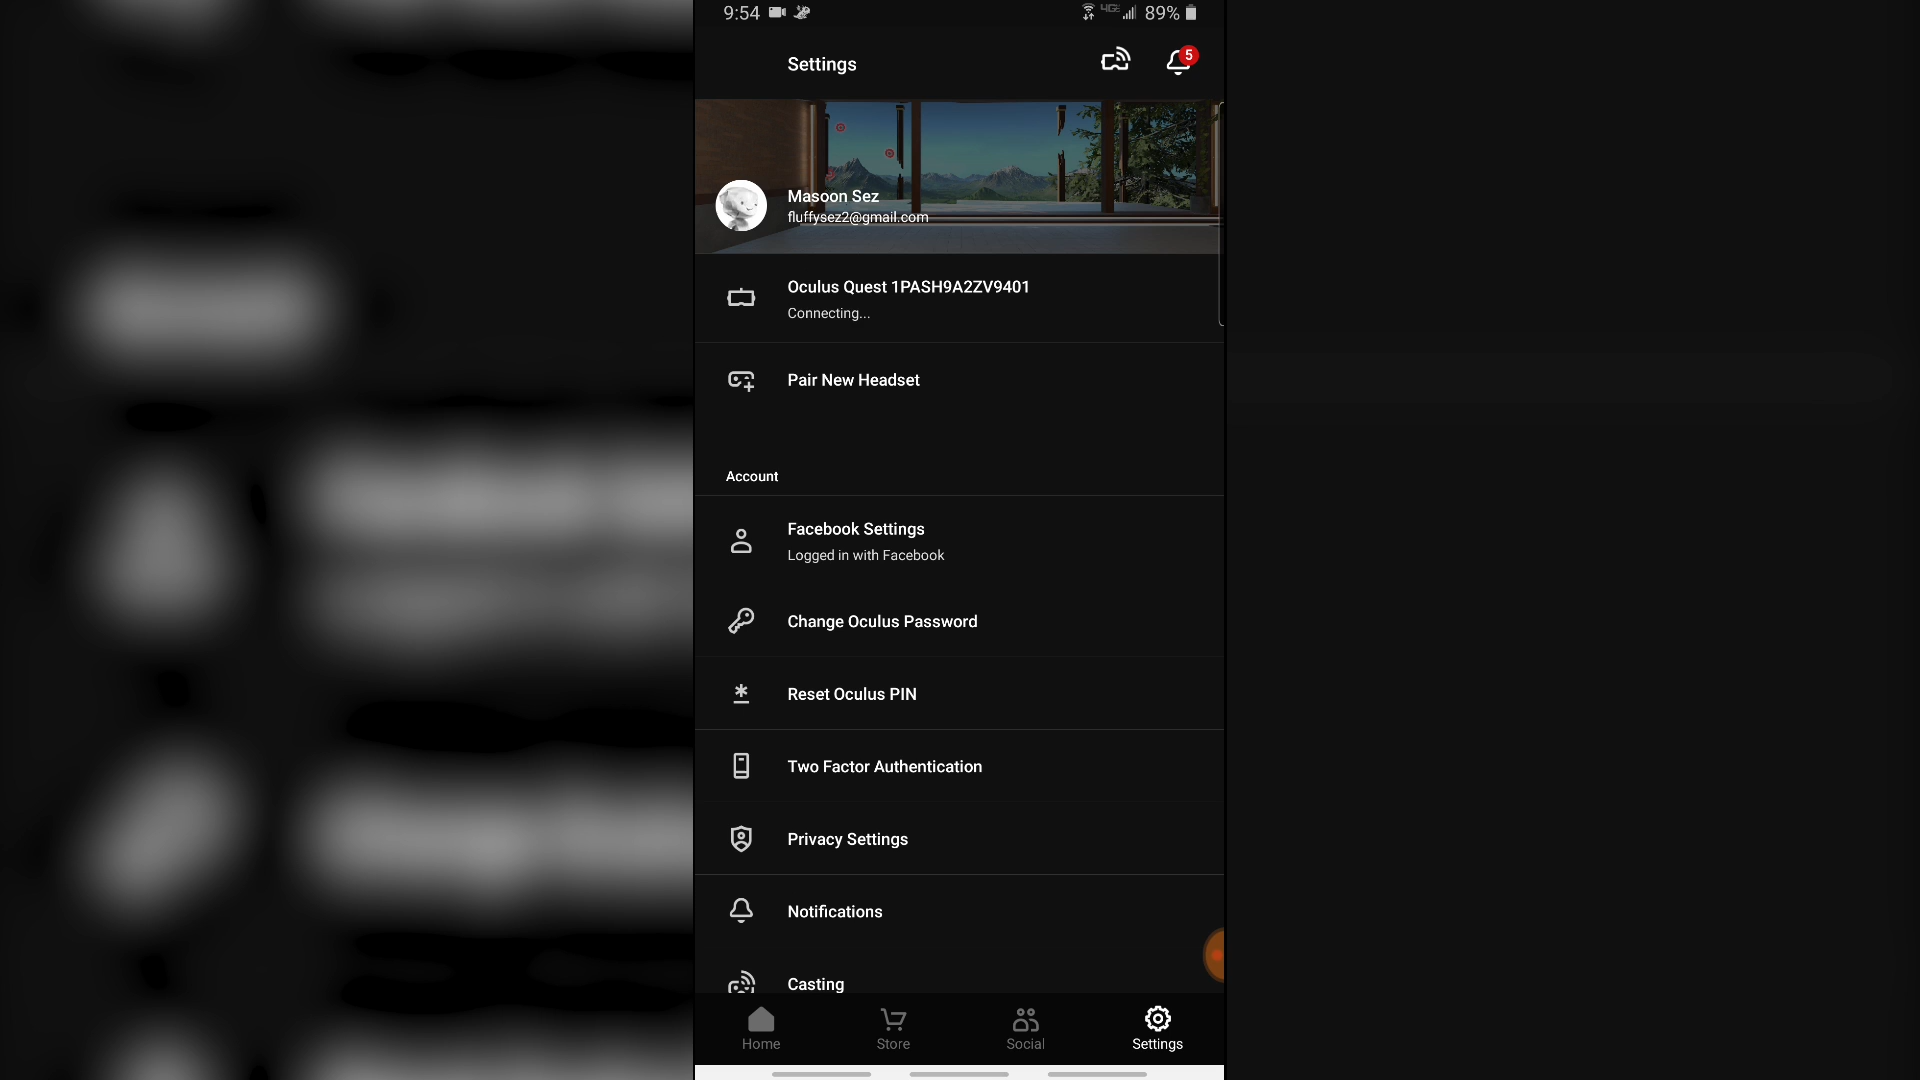 9:54
89%
Settings
5
Masoon Sez
fluffysez2@gmail.com
Oculus Quest 1PASH9A2ZV9401
Connecting...
Pair New Headset
Account
Facebook Settings
Logged in with Facebook
Change Oculus Password
Reset Oculus PIN
Two Factor Authentication
Privacy Settings
Notifications
Casting
Home
Store
Social
Settings